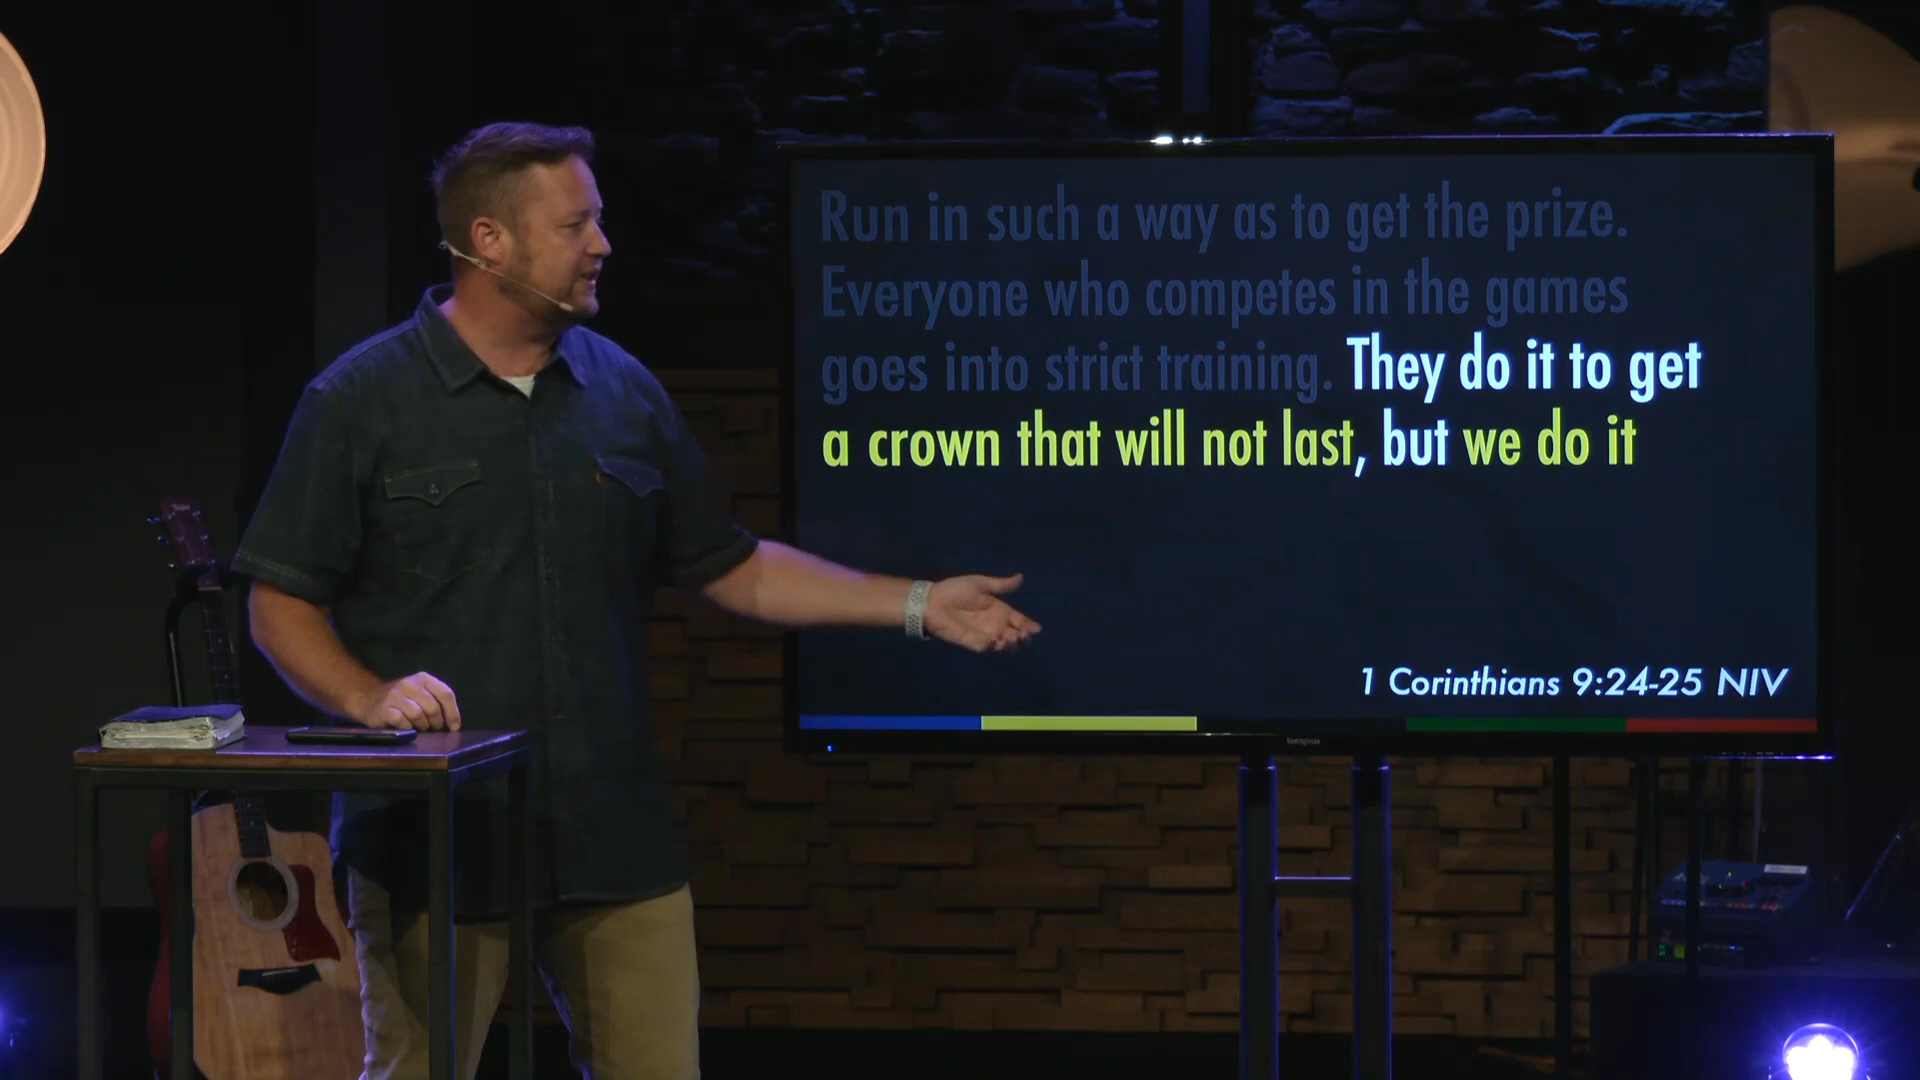 Run in such a way as to get the prize.
Everyone who competes in the games
goes into strict training. They do it to get
a crown that will not last, but we do it
1 Corinthians 9:24-25 NIV